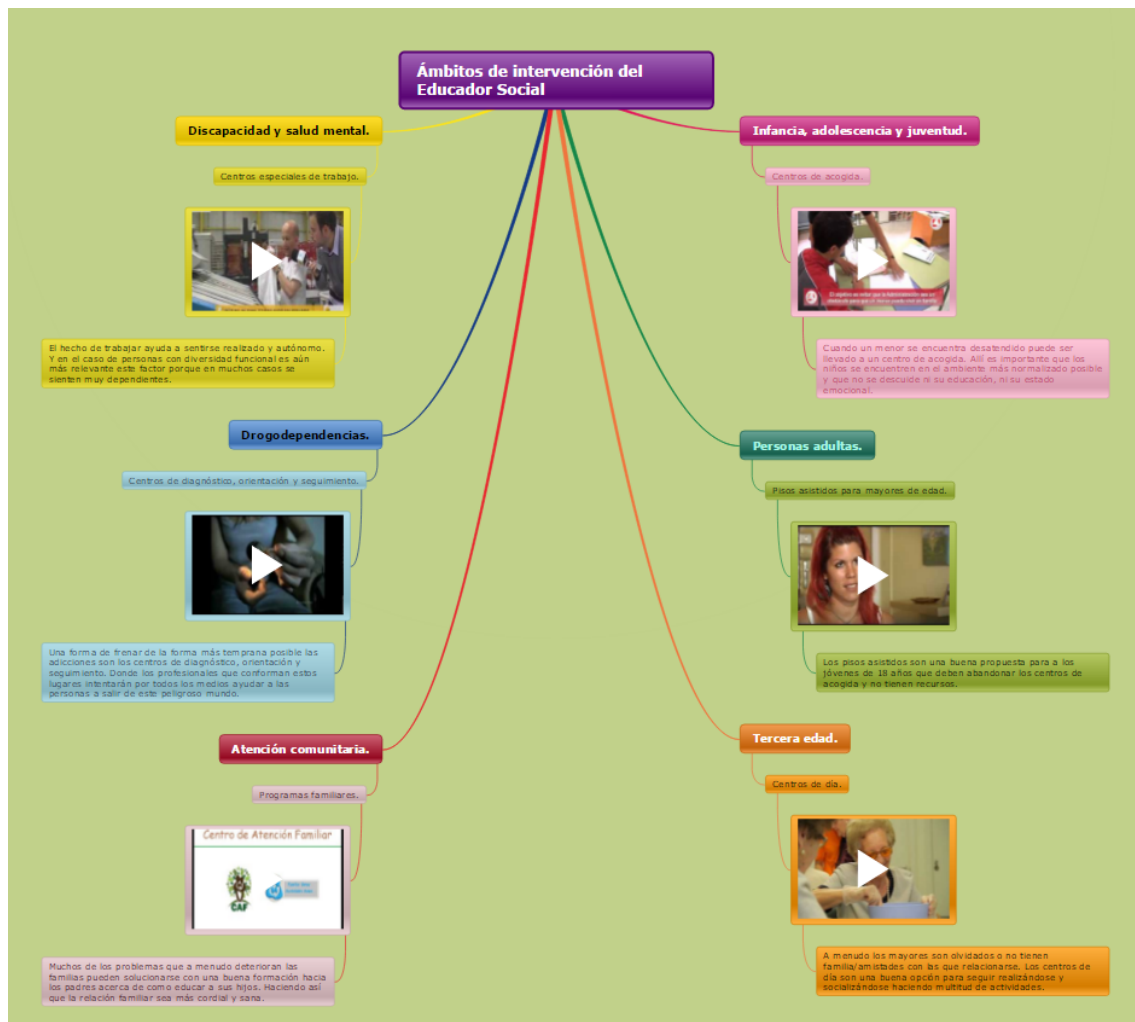 Ámbitos de intervención del
Educador Social
Discapacidad y salud mental.
Centros especiales de trabajo.
El hecho de trabajar ayuda a sentirse realizado y autónomo.
Y en el caso de personas con diversidad funcional es aún
más relevante este factor porque en muchos casos se
sienten muy dependientes.
Drogodependencias.
Centros de diagnóstico, orientación y seguimiento.
Una forma de frenar de la forma más temprana posible las
adicciones son los centros de diagnóstico, orientación y
seguimiento. Donde los profesionales que conforman estos
lugares intentarán por todos los medios ayudar a las
personas a salir de este peligroso mundo.
Atención comunitaria.
Programas familiares.
Centro de Atención Familiar
CAF
Muchos de los problemas que a menudo deterioran las
familias pueden solucionarse con una buena formación hacia
los padres acerca de como educar a sus hijos. Haciendo así
que la relación familiar sea más cordial y sana.
Infancia, adolescencia y juventud.
Centros de acogida.
Cuando un menor se encuentra desatendido puede ser
llevado a un centro de acogida. Allí es importante que los
niños se encuentren en el ambiente más normalizado posible
y que no se descuide ni su educación, ni su estado
emocional.
Personas adultas.
Pisos asistidos para mayores de edad.
Los pisos asistidos son una buena propuesta para a los
jóvenes de 18 años que deben abandonar los centros de
acogida y no tienen recursos.
Tercera edad.
Centros de día.
A menudo los mayores son olvidados o no tienen
familia/amistades con las que relacionarse. Los centros de
día son una buena opción para seguir realizándose y
socializándose haciendo multitud de actividades.